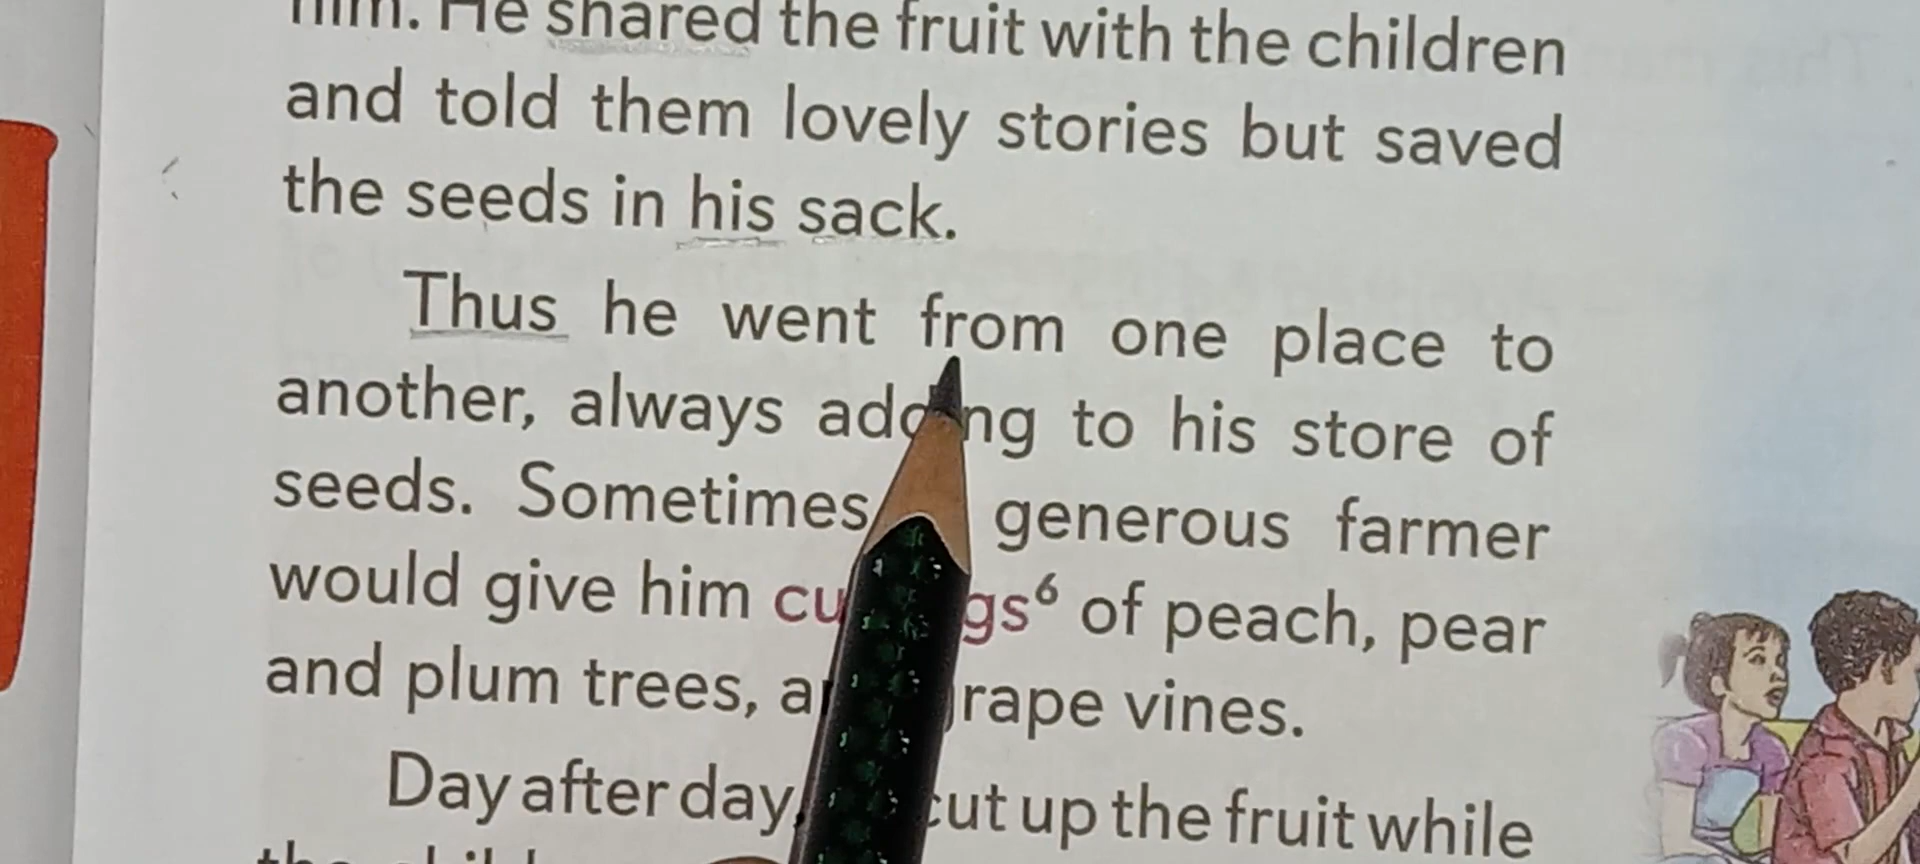 him. He shared the fruit with the children
and told them lovely stories but saved
the seeds in his sack.
Thus he went from one place to
another, always adding to his store of
seeds. Sometimes generous farmer
would give him cuttings⁶ of peach, pear
and plum trees, and grape vines.
Day after day, cut up the fruit while